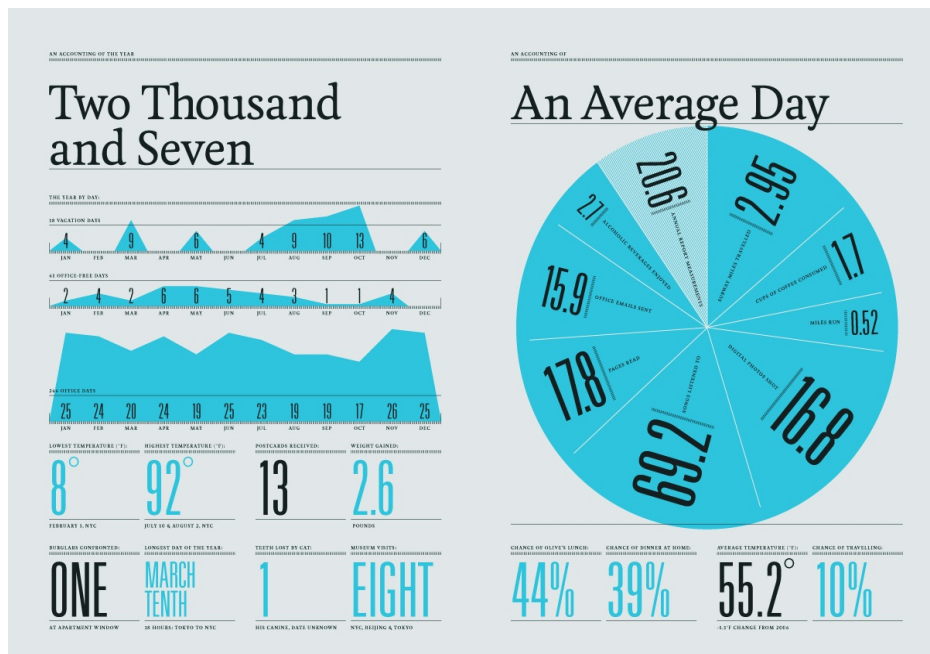 AN ACCOUNTING OF THE YEAR
Two Thousand
and Seven
THE YEAR BY DAY:
VACATION DAYS
4 9 6 4 9 10 13 6
JAN FEB MAR APR MAY JUN JUL AUG SEP OCT NOV DEC
OFFICE-FREE DAYS
2 4 2 6 6 5 4 3 1 1 4
JAN FEB MAR APR MAY JUN JUL AUG SEP OCT NOV DEC
OFFICE DAYS
25 24 20 24 19 25 23 19 19 17 26 25
JAN FEB MAR APR MAY JUN JUL AUG SEP OCT NOV DEC
LOWEST TEMPERATURE (°F):
8°
FEBRUARY 5, NYC
HIGHEST TEMPERATURE (°F):
92°
JULY 10 & AUGUST 2, NYC
POSTCARDS RECEIVED:
13
WEIGHT GAINED:
2.6
POUNDS
BURGLARS CONFRONTED:
ONE
AT APARTMENT WINDOW
LONGEST DAY OF THE YEAR:
MARCH
TENTH
38 HOURS: TOKYO TO NYC
TEETH LOST BY CAT:
1
HIS CANINE, DATE UNKNOWN
MUSEUM VISITS:
EIGHT
NYC, BEIJING & TOKYO
AN ACCOUNTING OF
An Average Day
2.95
SUBWAY MILES TRAVELLED
1.7
CUPS OF COFFEE CONSUMED
0.52
MILES RUN
16.8
DIGITAL PHOTOS SHOT
69.2
SONGS LISTENED TO
17.8
PAGES READ
15.9
OFFICE EMAILS SENT
2.7
ALCOHOLIC BEVERAGES ENJOYED
20.6
ANNUAL REPORT MEASUREMENTS
CHANCE OF OLIVE'S LUNCH:
44%
CHANCE OF DINNER AT HOME:
39%
AVERAGE TEMPERATURE (°F):
55.2°
-1.1°F CHANGE FROM 2006
CHANCE OF TRAVELLING:
10%